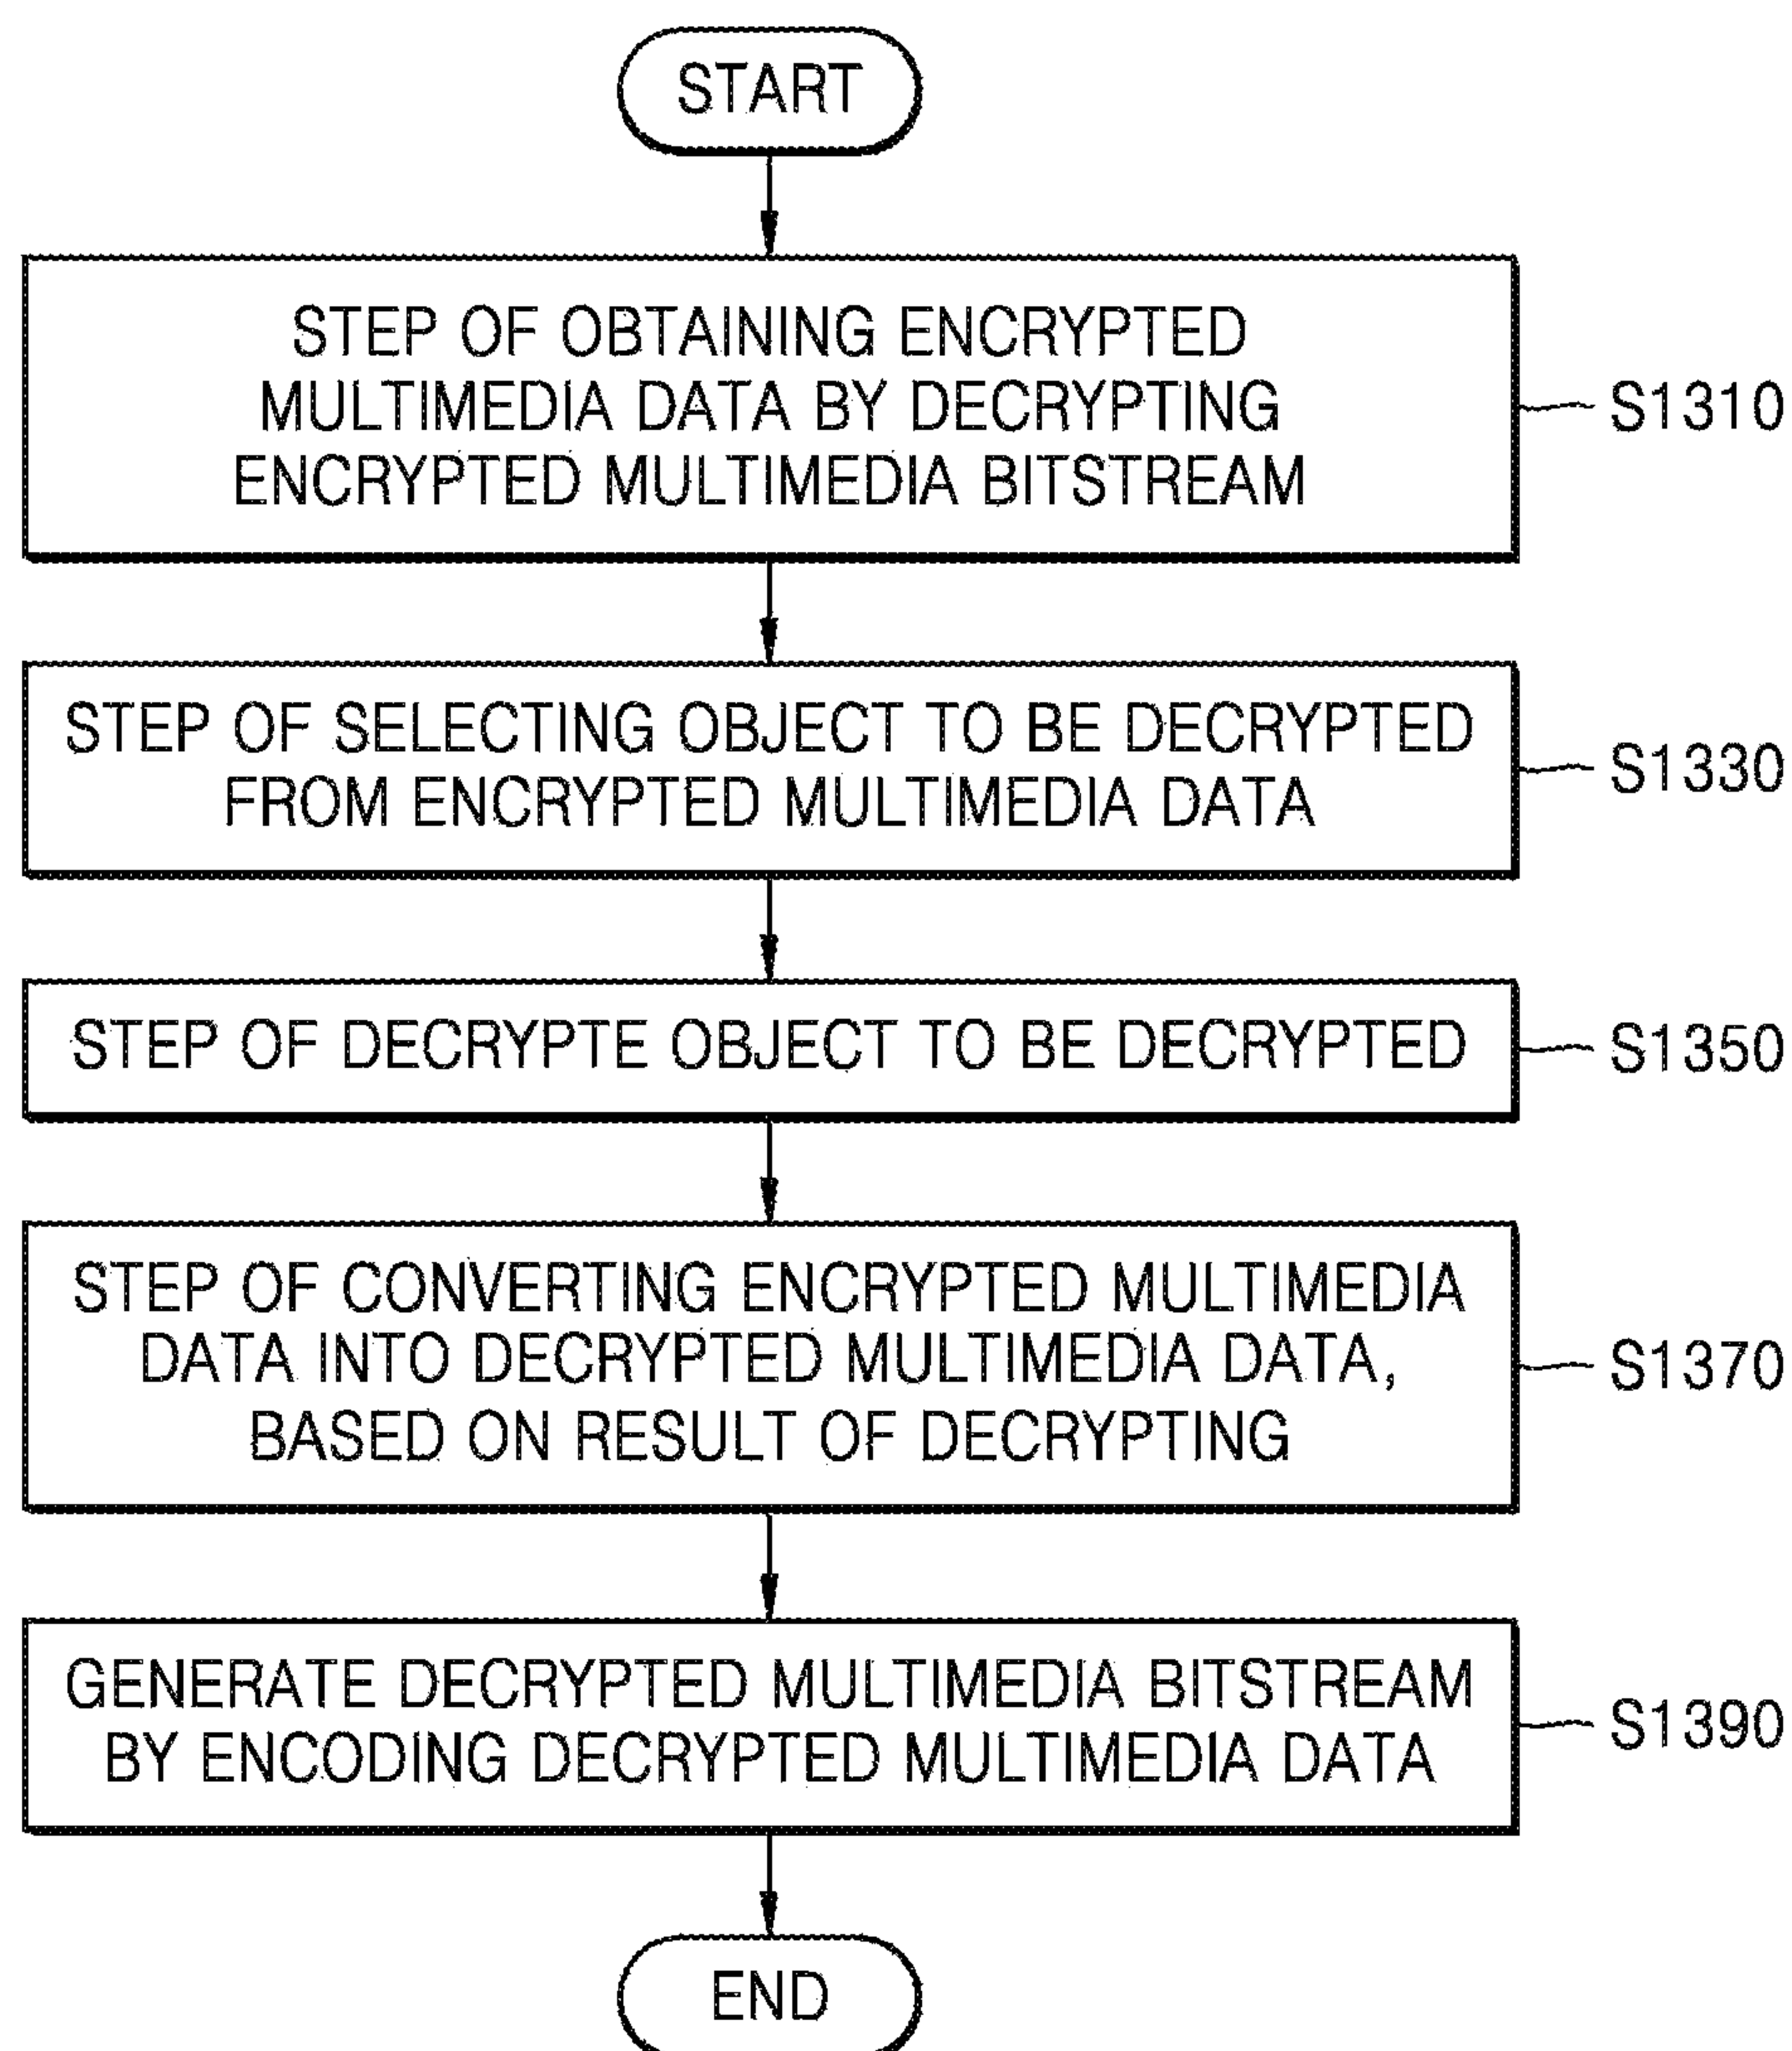 START
STEP OF OBTAINING ENCRYPTED
MULTIMEDIA DATA BY DECRYPTING
ENCRYPTED MULTIMEDIA BITSTREAM
S1310
STEP OF SELECTING OBJECT TO BE DECRYPTED
FROM ENCRYPTED MULTIMEDIA DATA
S1330
STEP OF DECRYPTE OBJECT TO BE DECRYPTED
S1350
STEP OF CONVERTING ENCRYPTED MULTIMEDIA
DATA INTO DECRYPTED MULTIMEDIA DATA,
BASED ON RESULT OF DECRYPTING
S1370
GENERATE DECRYPTED MULTIMEDIA BITSTREAM
BY ENCODING DECRYPTED MULTIMEDIA DATA
S1390
END